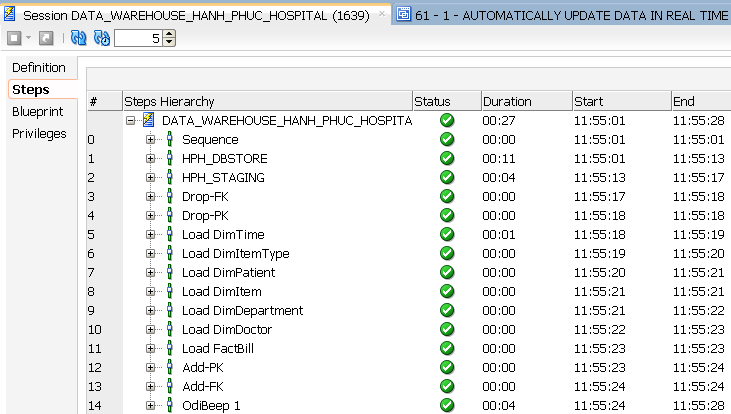 Session DATA_WAREHOUSE_HANH_PHUC_HOSPITAL (1639) × 61 - 1 - AUTOMATICALLY UPDATE DATA IN REAL TIME
5
Definition
Steps
Blueprint
Privileges
# Steps Hierarchy Status Duration Start End
DATA_WAREHOUSE_HANH_PHUC_HOSPITA 00:27 11:55:01 11:55:28
0 Sequence 00:00 11:55:01 11:55:01
1 HPH_DBSTORE 00:11 11:55:01 11:55:13
2 HPH_STAGING 00:04 11:55:13 11:55:17
3 Drop-FK 00:00 11:55:17 11:55:18
4 Drop-PK 00:00 11:55:18 11:55:18
5 Load DimTime 00:01 11:55:18 11:55:19
6 Load DimItemType 00:00 11:55:19 11:55:20
7 Load DimPatient 00:00 11:55:20 11:55:21
8 Load DimItem 00:00 11:55:21 11:55:21
9 Load DimDepartment 00:00 11:55:21 11:55:22
10 Load DimDoctor 00:00 11:55:22 11:55:23
11 Load FactBill 00:00 11:55:23 11:55:23
12 Add-PK 00:00 11:55:23 11:55:24
13 Add-FK 00:00 11:55:24 11:55:24
14 OdiBeep 1 00:04 11:55:24 11:55:28